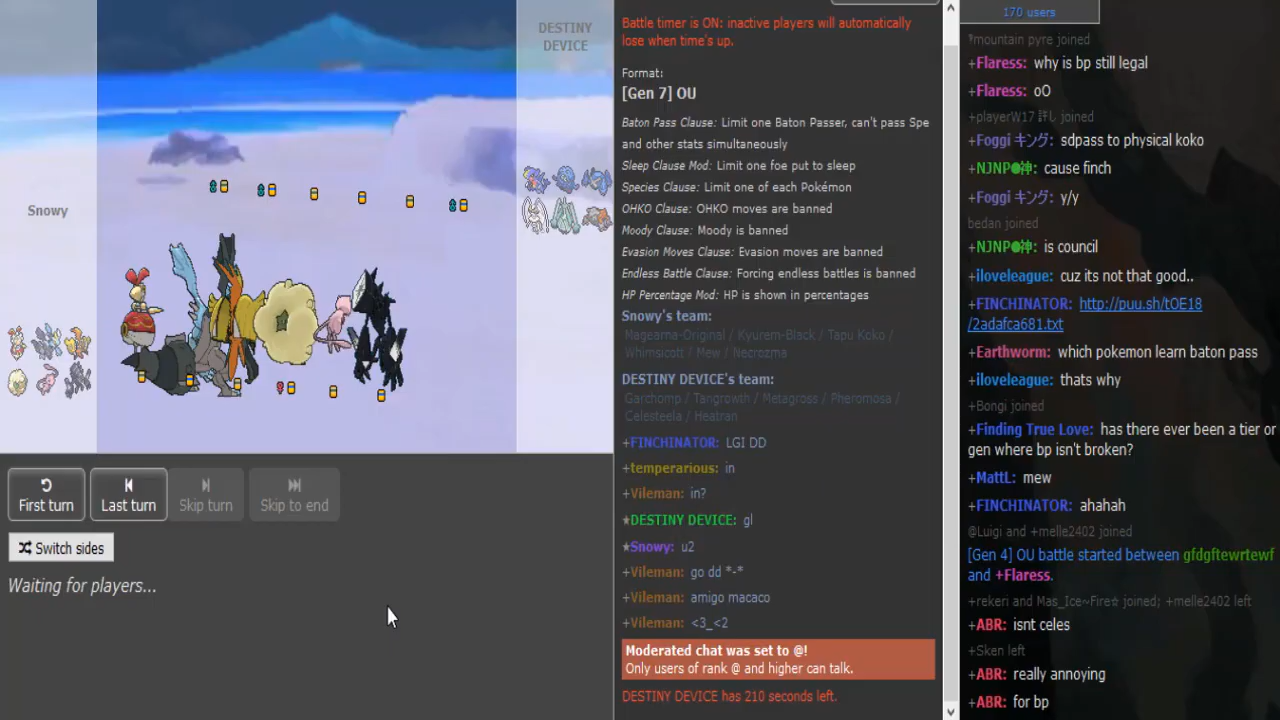 DESTINY
DEVICE
Snowy
First turn
Last turn
Skip turn
Skip to end
Switch sides
Waiting for players...
Battle timer is ON: inactive players will automatically
lose when time's up.
Format:
[Gen 7] OU
Baton Pass Clause: Limit one Baton Passer, can't pass Spe
and other stats simultaneously
Sleep Clause Mod: Limit one foe put to sleep
Species Clause: Limit one of each Pokémon
OHKO Clause: OHKO moves are banned
Moody Clause: Moody is banned
Evasion Moves Clause: Evasion moves are banned
Endless Battle Clause: Forcing endless battles is banned
HP Percentage Mod: HP is shown in percentages
Snowy's team:
Magearna-Original / Kyurem-Black / Tapu Koko /
Whimsicott / Mew / Necrozma
DESTINY DEVICE's team:
Garchomp / Tangrowth / Metagross / Pheromosa /
Celesteela / Heatran
+FINCHINATOR: LGI DD
+temperarious: in
+Vileman: in?
★DESTINY DEVICE: gl
★Snowy: u2
+Vileman: go dd *-*
+Vileman: amigo macaco
+Vileman: <3_<2
Moderated chat was set to @!
Only users of rank @ and higher can talk.
DESTINY DEVICE has 210 seconds left.
170 users
mountain pyre joined
+Flaress: why is bp still legal
+Flaress: oO
+playerW17 許し joined
+Foggi キング: sdpass to physical koko
+NJNP●神: cause finch
+Foggi キング: y/y
bedan joined
+NJNP●神: is council
+iloveleague: cuz its not that good..
+FINCHINATOR: http://puu.sh/tOE18
/2adafca681.txt
+Earthworm: which pokemon learn baton pass
+iloveleague: thats why
+Bongi joined
+Finding True Love: has there ever been a tier or
gen where bp isn't broken?
+MattL: mew
+FINCHINATOR: ahahah
@Luigi and +melle2402 joined
[Gen 4] OU battle started between gfdgftewrtewf
and +Flaress.
+rekeri and Mas_Ice~Fire☆ joined; +melle2402 left
+ABR: isnt celes
+Sken left
+ABR: really annoying
+ABR: for bp